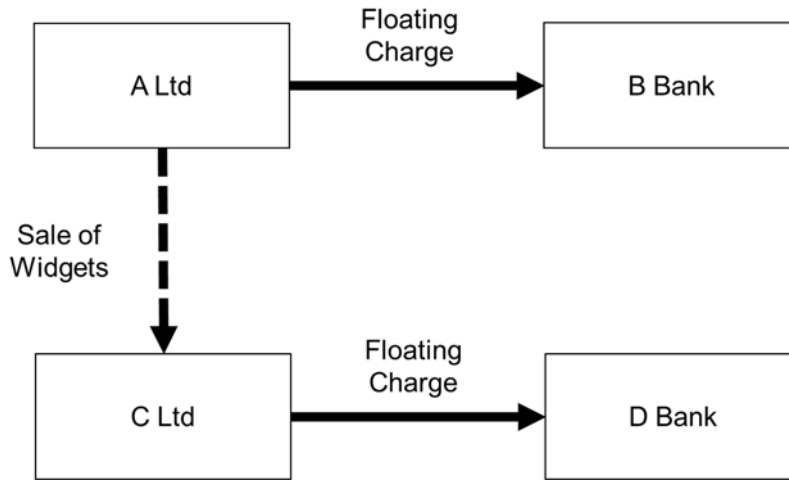 Floating
Charge
A Ltd
B Bank
Sale of
Widgets
Floating
Charge
C Ltd
D Bank